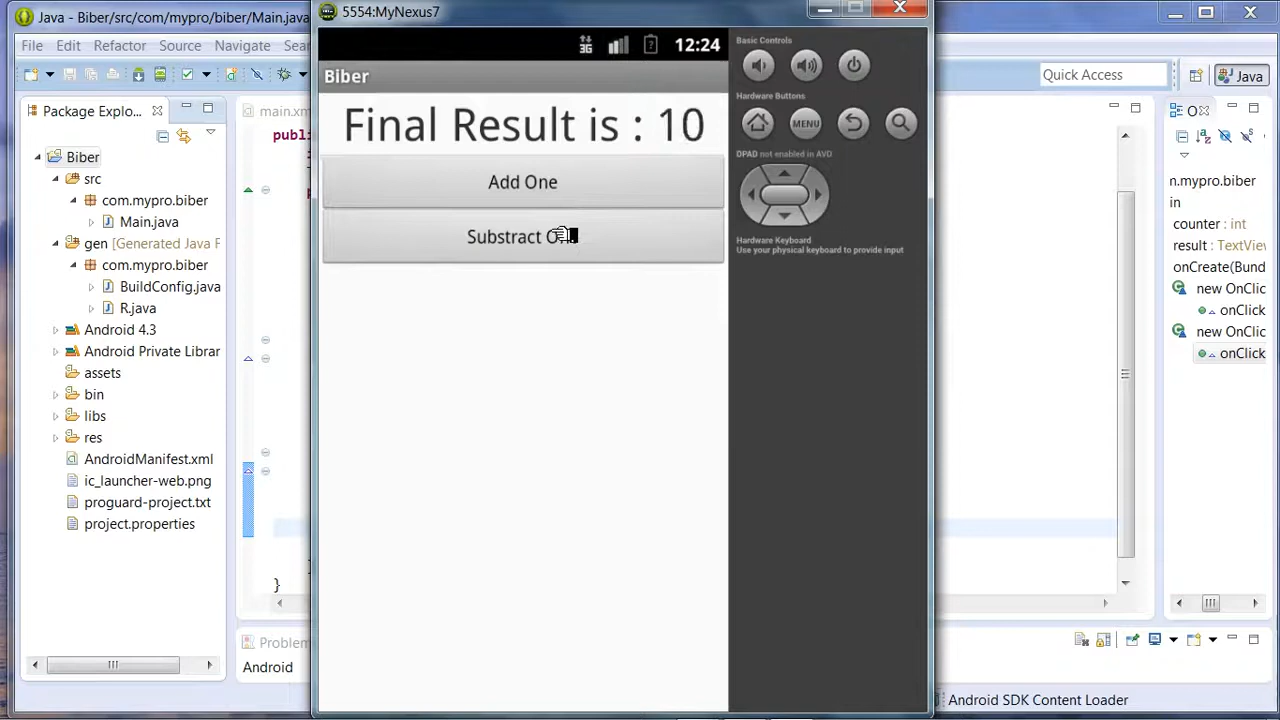 Java - Biber/src/com/mypro.biber/Main.java
5554:MyNexus7
File Edit Refactor Source Navigate
Quick Access
Java
Package Explo...
main.xm
12:24
Biber
Final Result is : 10
Add One
Substract
Basic Controls
Hardware Buttons
MENU
DPAD not enabled in AVD
Hardware Keyboard
Use your physical keyboard to provide input
biber
src
com.mypro.biber
Main.java
gen [Generated Java F
com.mypro.biber
BuildConfig.java
R.java
Android 4.3
Android Private Librar
assets
bin
libs
res
AndroidManifest.xml
ic_launcher-web.png
proguard-project.txt
project.properties
publ
}
n.mypro.biber
in
counter : int
result : TextView
onCreate(Bund
new OnClic
onClick
new OnClic
onClick
Problem
Android
Android SDK Content Loader